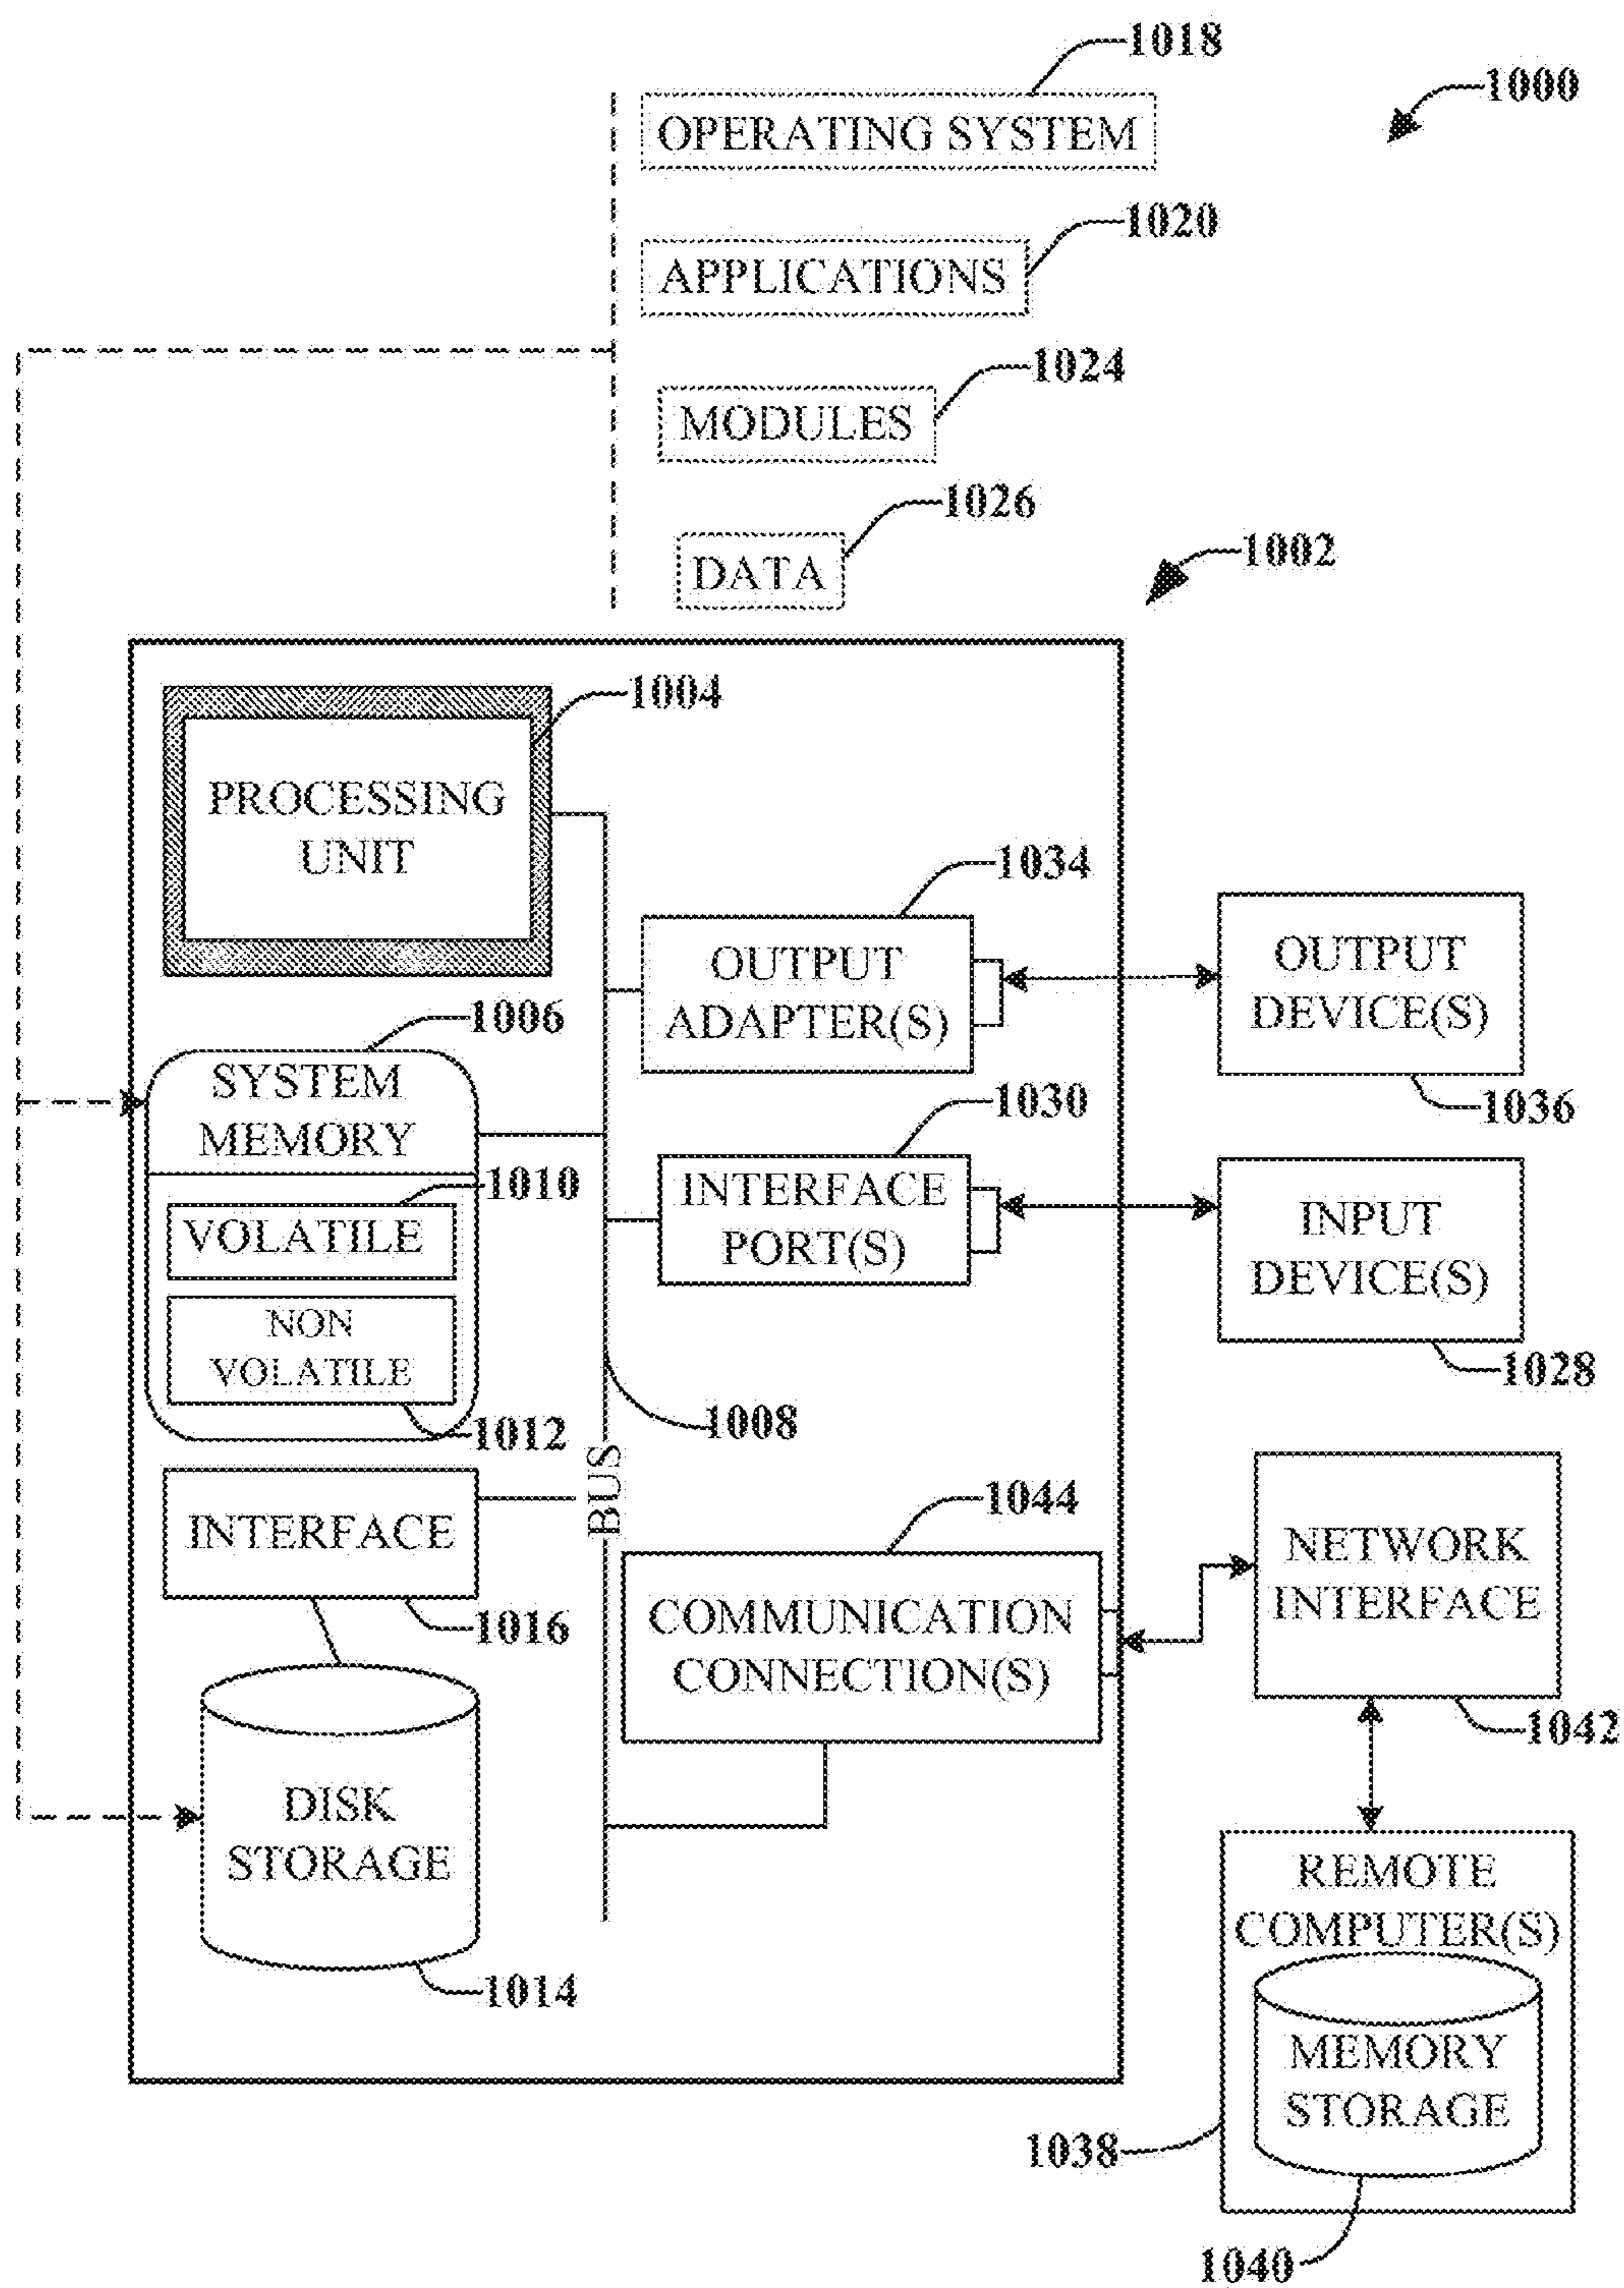 1018
1000
OPERATING SYSTEM
1020
APPLICATIONS
1024
MODULES
1026
DATA
1002
1004
PROCESSING
UNIT
1034
OUTPUT
ADAPTER(S)
OUTPUT
DEVICE(S)
1036
1006
SYSTEM
MEMORY
1010
VOLATILE
NON
VOLATILE
1012
1030
INTERFACE
PORT(S)
INPUT
DEVICE(S)
1028
1008
BUS
INTERFACE
1016
1044
COMMUNICATION
CONNECTION(S)
NETWORK
INTERFACE
1042
DISK
STORAGE
1014
REMOTE
COMPUTER(S)
MEMORY
STORAGE
1038
1040